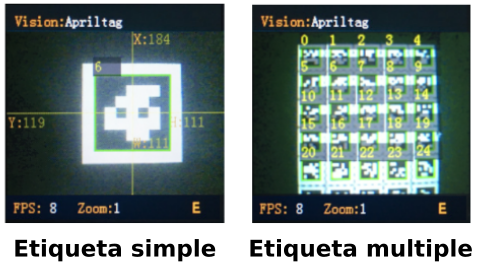 Vision:Apriltag
X:184
6
Y:119
H:111
W:111
FPS: 8 Zoom:1 E
Etiqueta simple
Vision:Apriltag
0 1 2 3 4
5 6 7 8 9
10 11 12 13 14
15 16 17 18 19
20 21 22 23 24
FPS: 8 Zoom:1 E
Etiqueta multiple